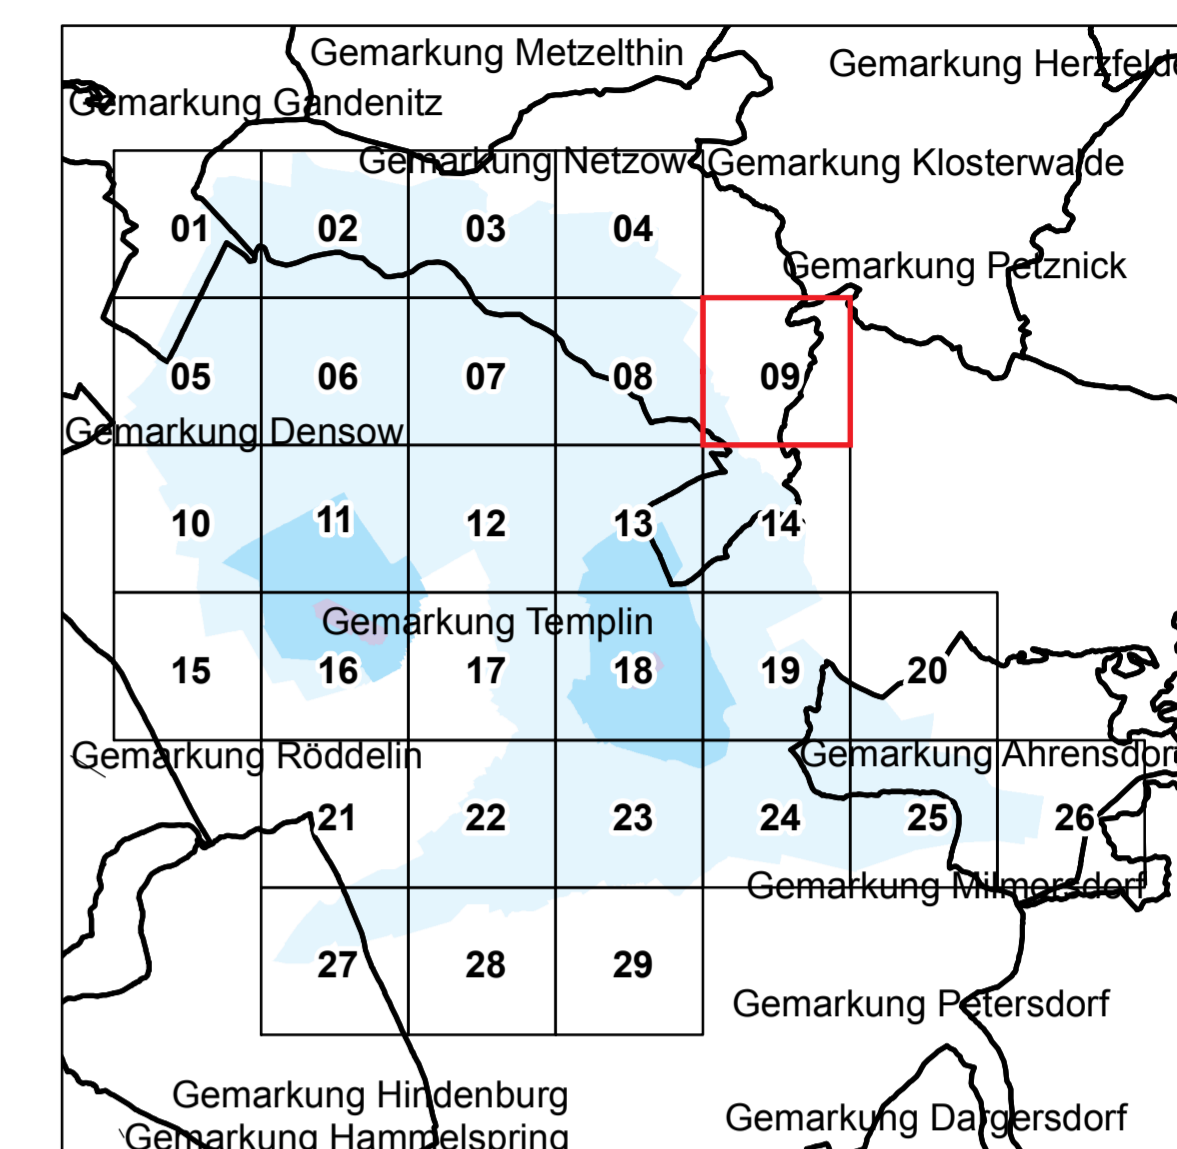 Gemarkung Metzelthin
Gemarkung Herzfelde
Gemarkung Gandenitz
Gemarkung Netzow
Gemarkung Klosterwalde
01
02
03
04
Gemarkung Petznick
05
06
07
08
09
Gemarkung Densow
10
11
12
13
14
Gemarkung Templin
15
16
17
18
19
20
Gemarkung Röddelin
Gemarkung Ahrensdorf
21
22
23
24
25
26
Gemarkung Milmersdorf
27
28
29
Gemarkung Petersdorf
Gemarkung Hindenburg
Gemarkung Dargersdorf
Gemarkung Hammelspring